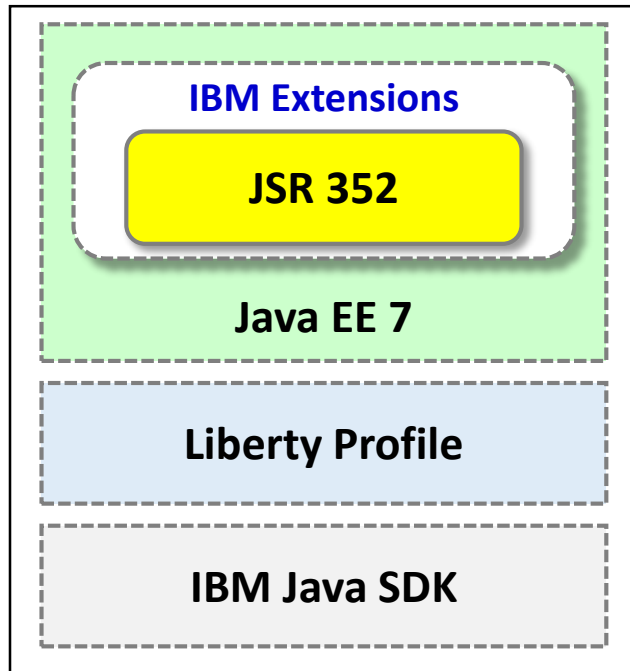 IBM Extensions
JSR 352
Java EE 7
Liberty Profile
IBM Java SDK